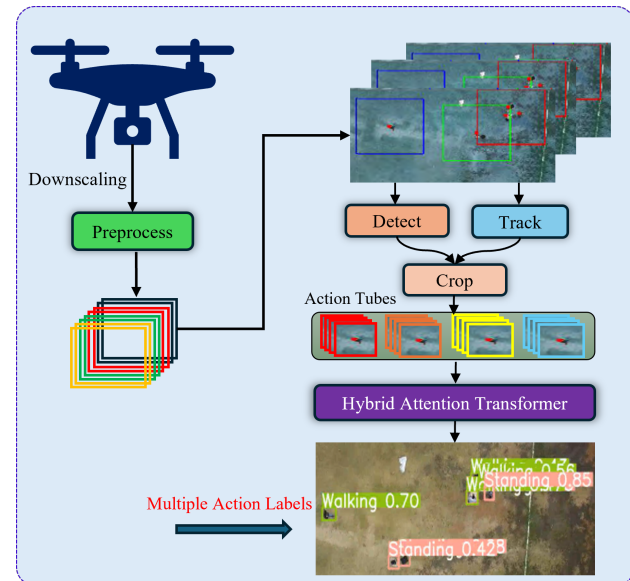 Downscaling
Preprocess
Detect
Track
Crop
Action Tubes
Hybrid Attention Transformer
Multiple Action Labels
Walking 0.56
Standing 0.85
Walking 0.70
Standing 0.428